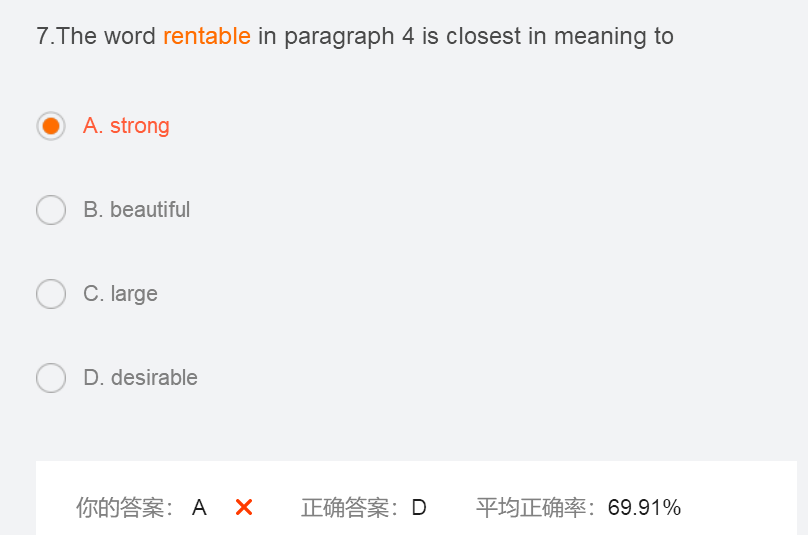 7.The word rentable in paragraph 4 is closest in meaning to
A. strong
B. beautiful
C. large
D. desirable
你的答案： A ✕ 正确答案：D 平均正确率：69.91%